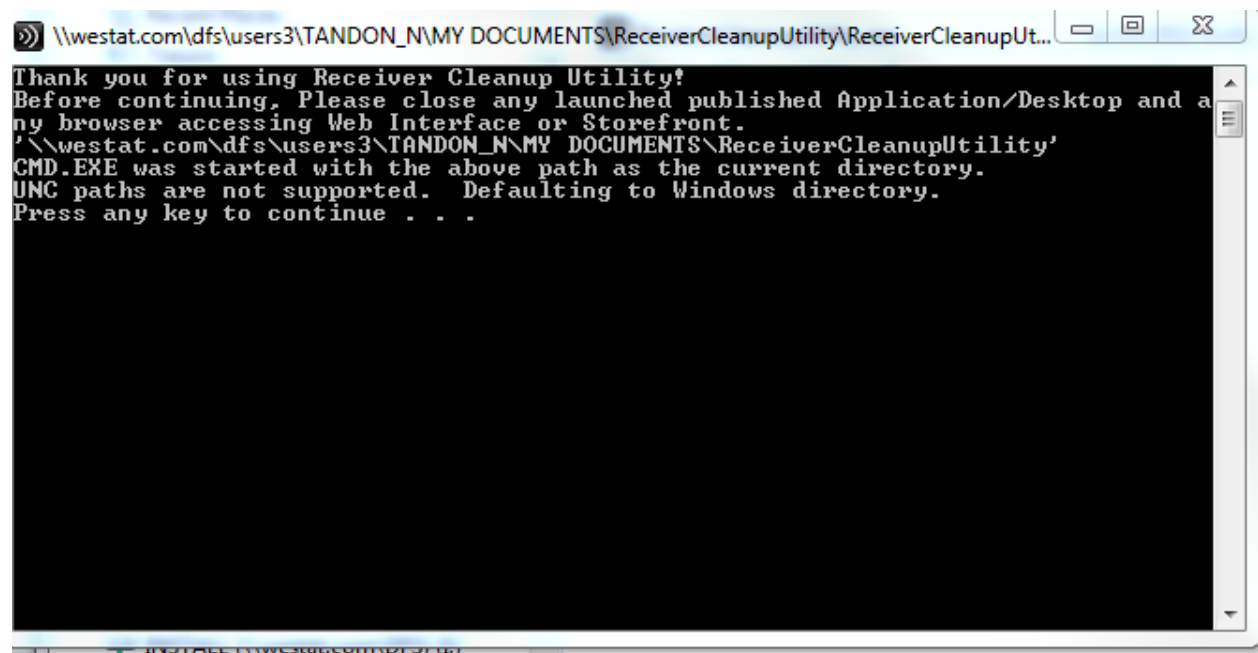 \\westat.com\dfs\users3\TANDON_N\MY DOCUMENTS\ReceiverCleanupUtility\ReceiverCleanupUt...
Thank you for using Receiver Cleanup Utility!
Before continuing, Please close any launched published Application/Desktop and a
ny browser accessing Web Interface or Storefront.
'\\westat.com\dfs\users3\TANDON_N\MY DOCUMENTS\ReceiverCleanupUtility'
CMD.EXE was started with the above path as the current directory.
UNC paths are not supported.  Defaulting to Windows directory.
Press any key to continue . . .